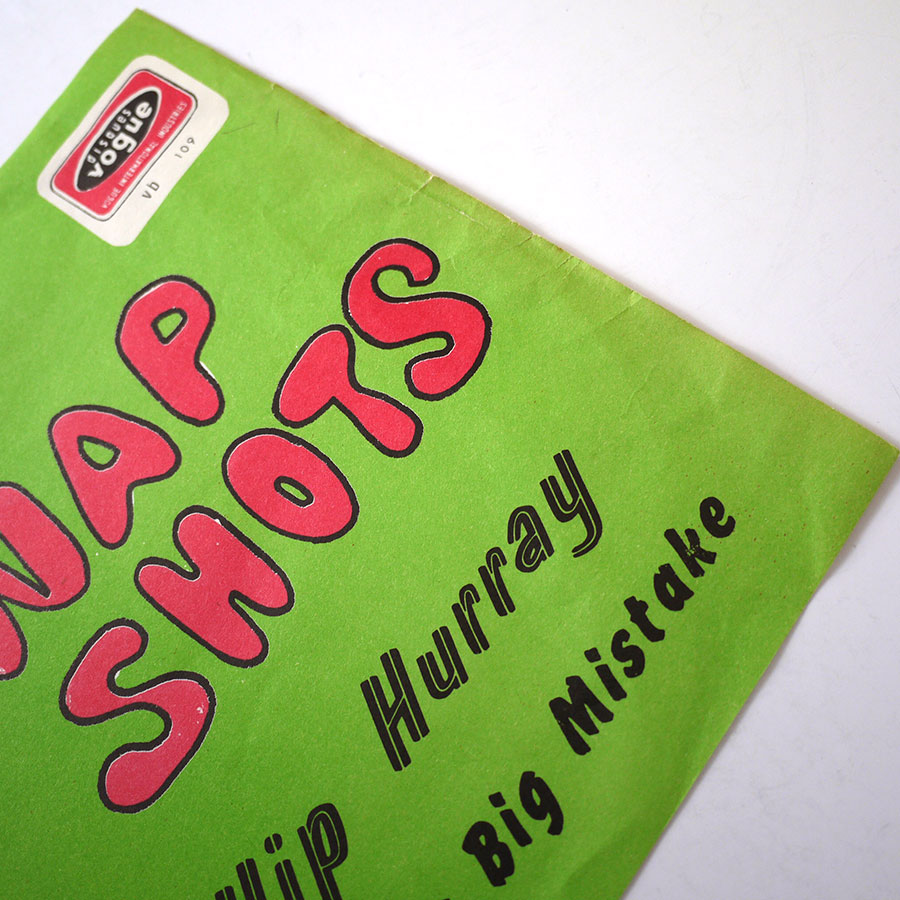 disques
vogue
VOGUE INTERNATIONAL INDUSTRIES
vb 109
NAP
SHOTS
Hurray
Big Mistake